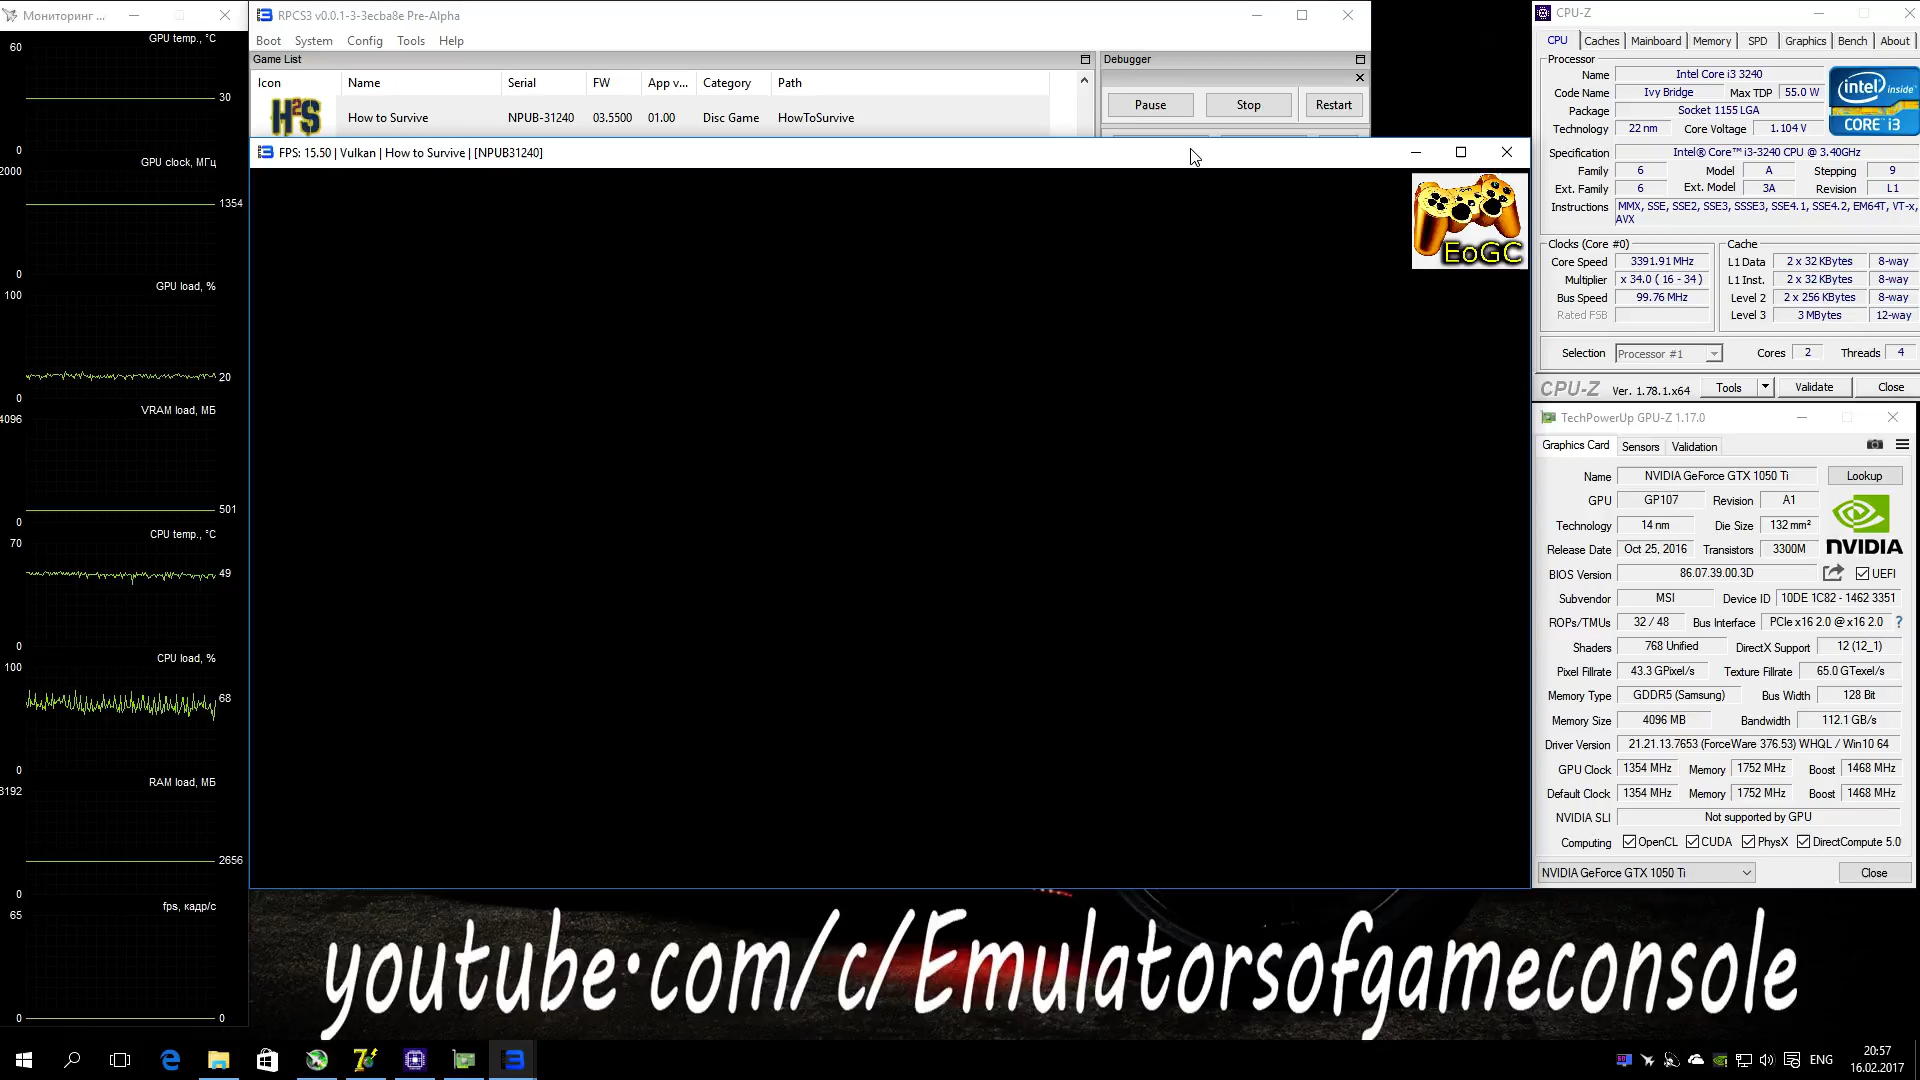 Мониторинг ...
GPU temp., °C
60
30
0
GPU clock, МГц
2000
1354
0
GPU load, %
100
20
0
VRAM load, МБ
4096
501
0
CPU temp., °C
70
49
0
CPU load, %
100
68
0
RAM load, МБ
8192
2656
0
fps, кадр/с
65
0
0
RPCS3 v0.0.1-3-3ecba8e Pre-Alpha
Boot System Config Tools Help
Game List
Icon Name Serial FW App v... Category Path
H2S How to Survive NPUB-31240 03.5500 01.00 Disc Game HowToSurvive
Debugger
Pause Stop Restart
FPS: 15.50 | Vulkan | How to Survive | [NPUB31240]
EoGC
CPU-Z
CPU Caches Mainboard Memory SPD Graphics Bench About
Processor
Name Intel Core i3 3240
Code Name Ivy Bridge Max TDP 55.0 W
Package Socket 1155 LGA
Technology 22 nm Core Voltage 1.104 V
intel inside™
CORE i3
Specification Intel® Core™ i3-3240 CPU @ 3.40GHz
Family 6 Model A Stepping 9
Ext. Family 6 Ext. Model 3A Revision L1
Instructions MMX, SSE, SSE2, SSE3, SSSE3, SSE4.1, SSE4.2, EM64T, VT-x,
AVX
Clocks (Core #0)
Core Speed 3391.91 MHz
Multiplier x 34.0 ( 16 - 34 )
Bus Speed 99.76 MHz
Rated FSB
Cache
L1 Data 2 x 32 KBytes 8-way
L1 Inst. 2 x 32 KBytes 8-way
Level 2 2 x 256 KBytes 8-way
Level 3 3 MBytes 12-way
Selection Processor #1 Cores 2 Threads 4
CPU-Z Ver. 1.78.1.x64 Tools Validate Close
TechPowerUp GPU-Z 1.17.0
Graphics Card Sensors Validation
Name NVIDIA GeForce GTX 1050 Ti Lookup
GPU GP107 Revision A1
Technology 14 nm Die Size 132 mm²
Release Date Oct 25, 2016 Transistors 3300M
NVIDIA
BIOS Version 86.07.39.00.3D UEFI
Subvendor MSI Device ID 10DE 1C82 - 1462 3351
ROPs/TMUs 32 / 48 Bus Interface PCIe x16 2.0 @ x16 2.0 ?
Shaders 768 Unified DirectX Support 12 (12_1)
Pixel Fillrate 43.3 GPixel/s Texture Fillrate 65.0 GTexel/s
Memory Type GDDR5 (Samsung) Bus Width 128 Bit
Memory Size 4096 MB Bandwidth 112.1 GB/s
Driver Version 21.21.13.7653 (ForceWare 376.53) WHQL / Win10 64
GPU Clock 1354 MHz Memory 1752 MHz Boost 1468 MHz
Default Clock 1354 MHz Memory 1752 MHz Boost 1468 MHz
NVIDIA SLI Not supported by GPU
Computing OpenCL CUDA PhysX DirectCompute 5.0
NVIDIA GeForce GTX 1050 Ti Close
youtube.com/c/Emulatorsofgameconsole
ENG
20:57
16.02.2017